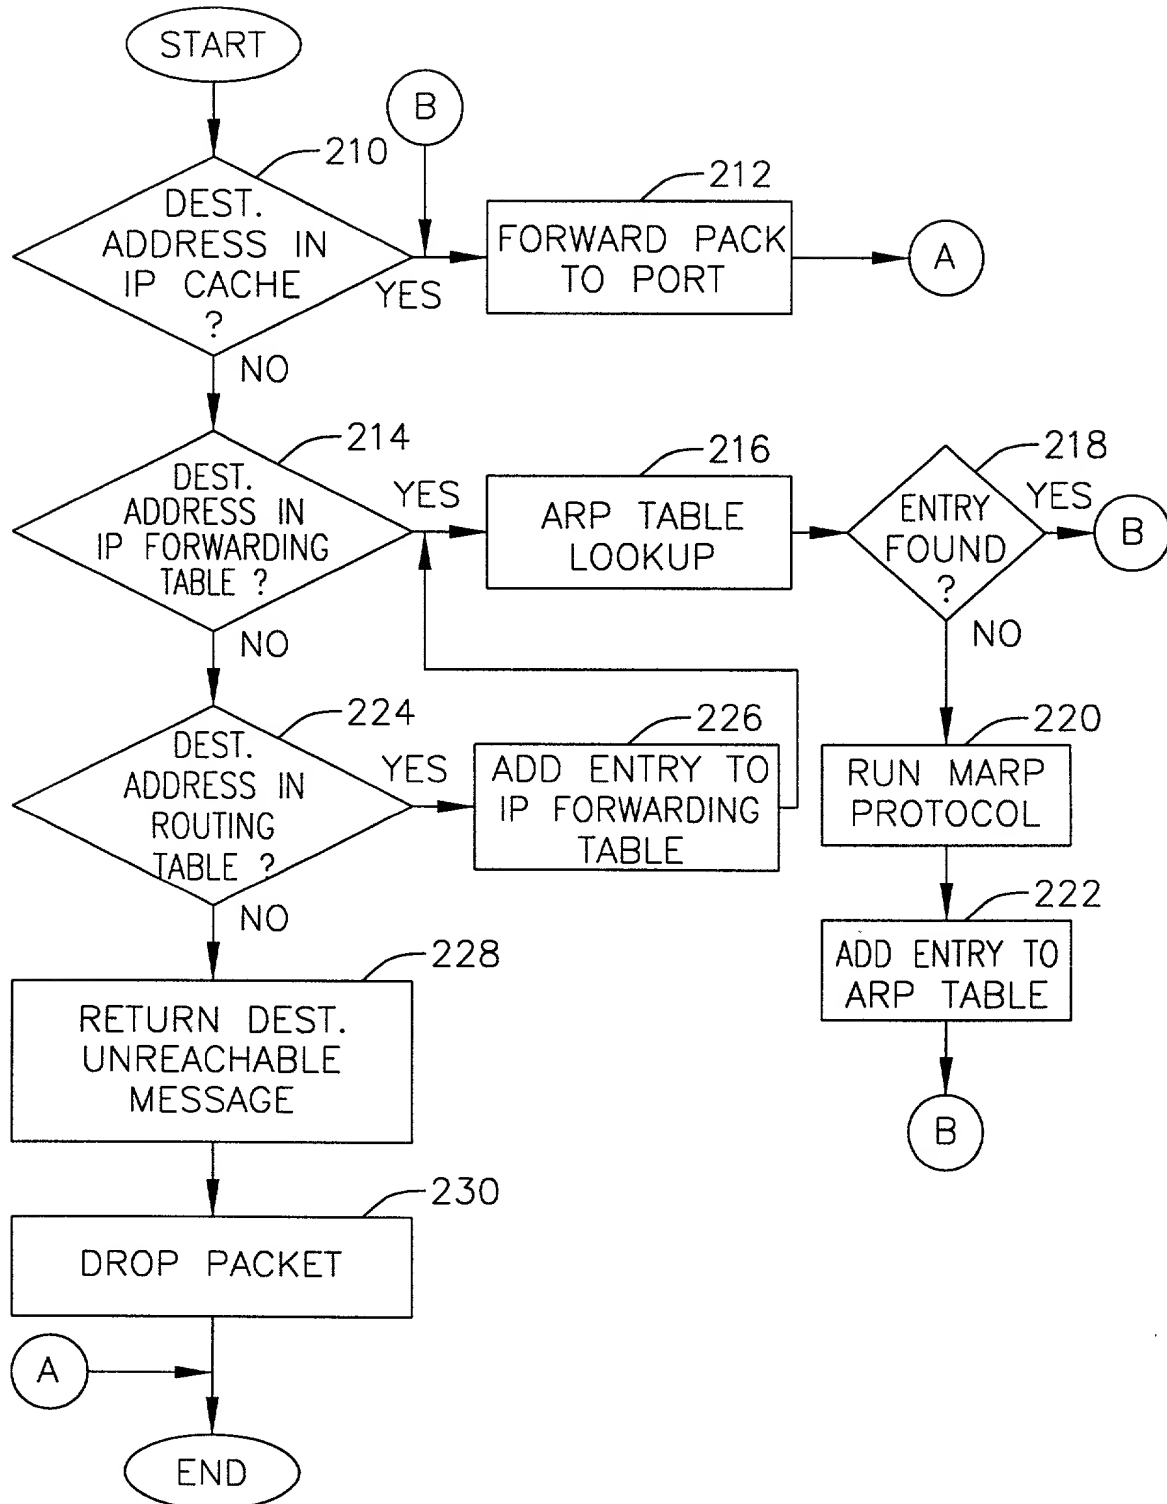 START
B
210
DEST.
ADDRESS IN
IP CACHE
?
YES
NO
212
FORWARD PACK
TO PORT
A
214
DEST.
ADDRESS IN
IP FORWARDING
TABLE ?
YES
NO
216
ARP TABLE
LOOKUP
218
ENTRY
FOUND
?
YES
B
NO
220
RUN MARP
PROTOCOL
222
ADD ENTRY TO
ARP TABLE
B
224
DEST.
ADDRESS IN
ROUTING
TABLE ?
YES
NO
226
ADD ENTRY TO
IP FORWARDING
TABLE
228
RETURN DEST.
UNREACHABLE
MESSAGE
230
DROP PACKET
A
END